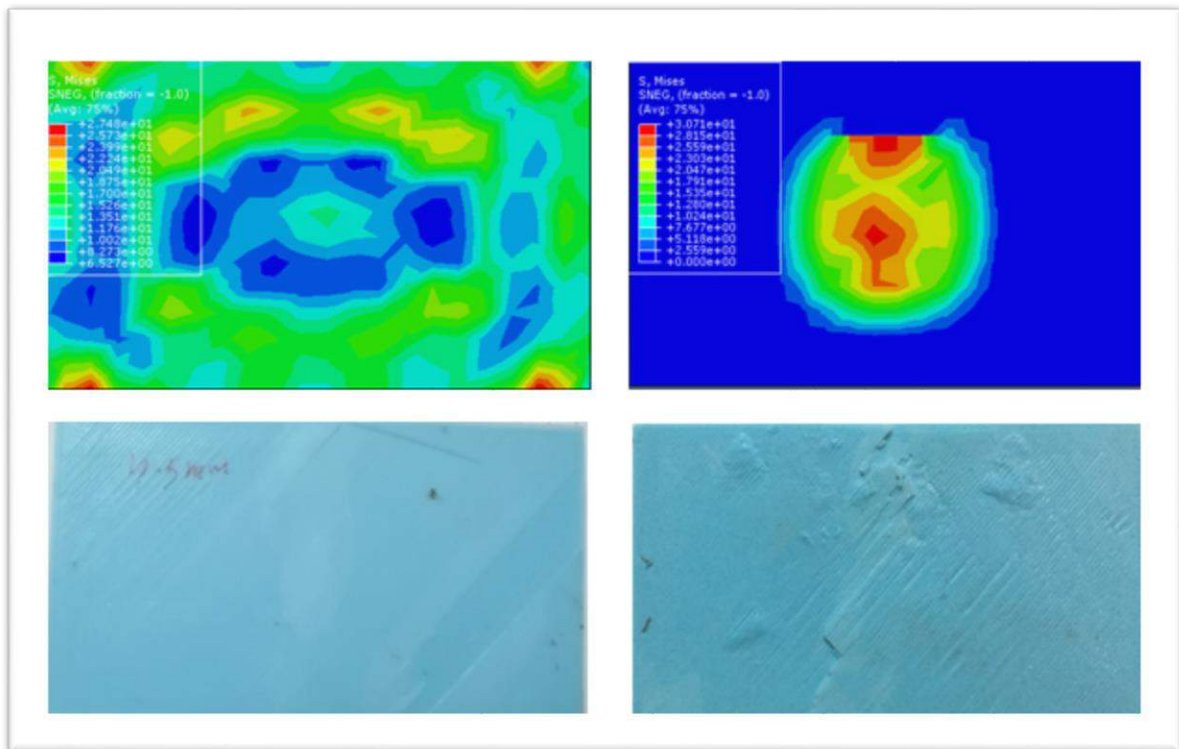 S, Mises
SNEG, (fraction = -1.0)
(Avg: 75%)
+2.748e+01
+2.573e+01
+2.399e+01
+2.224e+01
+2.049e+01
+1.875e+01
+1.700e+01
+1.526e+01
+1.351e+01
+1.176e+01
+1.002e+01
+8.273e+00
+6.527e+00
S, Mises
SNEG, (fraction = -1.0)
(Avg: 75%)
+3.071e+01
+2.815e+01
+2.559e+01
+2.303e+01
+2.047e+01
+1.791e+01
+1.535e+01
+1.280e+01
+1.024e+01
+7.677e+00
+5.118e+00
+2.559e+00
+0.000e+00